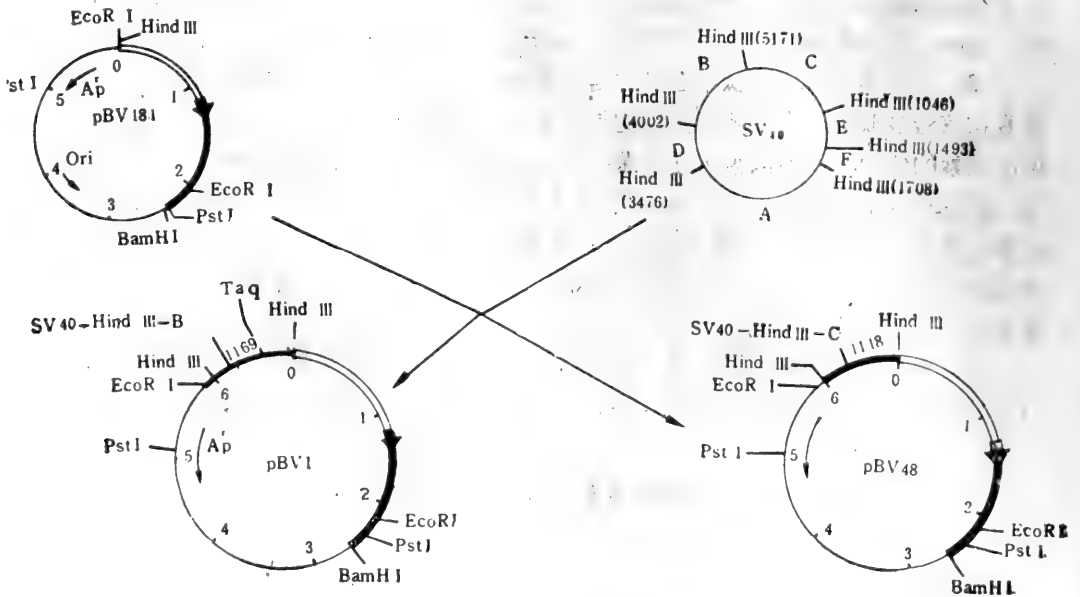 EcoR I
Hind III
0
'st I
5
Ap r
1
pBV 181
Ori
4
2
EcoR I
3
Pst I
BamH I
Hind III(5171)
B
C
Hind III
(4002)
Hind III(1046)
SV40
E
Hind III(1493)
D
F
Hind III
(3476)
Hind III(1708)
A
Taq
Hind III
SV40-Hind III-B
1169
Hind III
0
EcoR I
6
1
Pst I
5
Ap r
pBV1
2
4
EcoR I
3
Pst I
BamH I
SV40-Hind III-C
Hind III
1118
Hind III
0
EcoR I
6
1
Pst I
5
pBV48
2
4
EcoR I
3
Pst I
BamH I